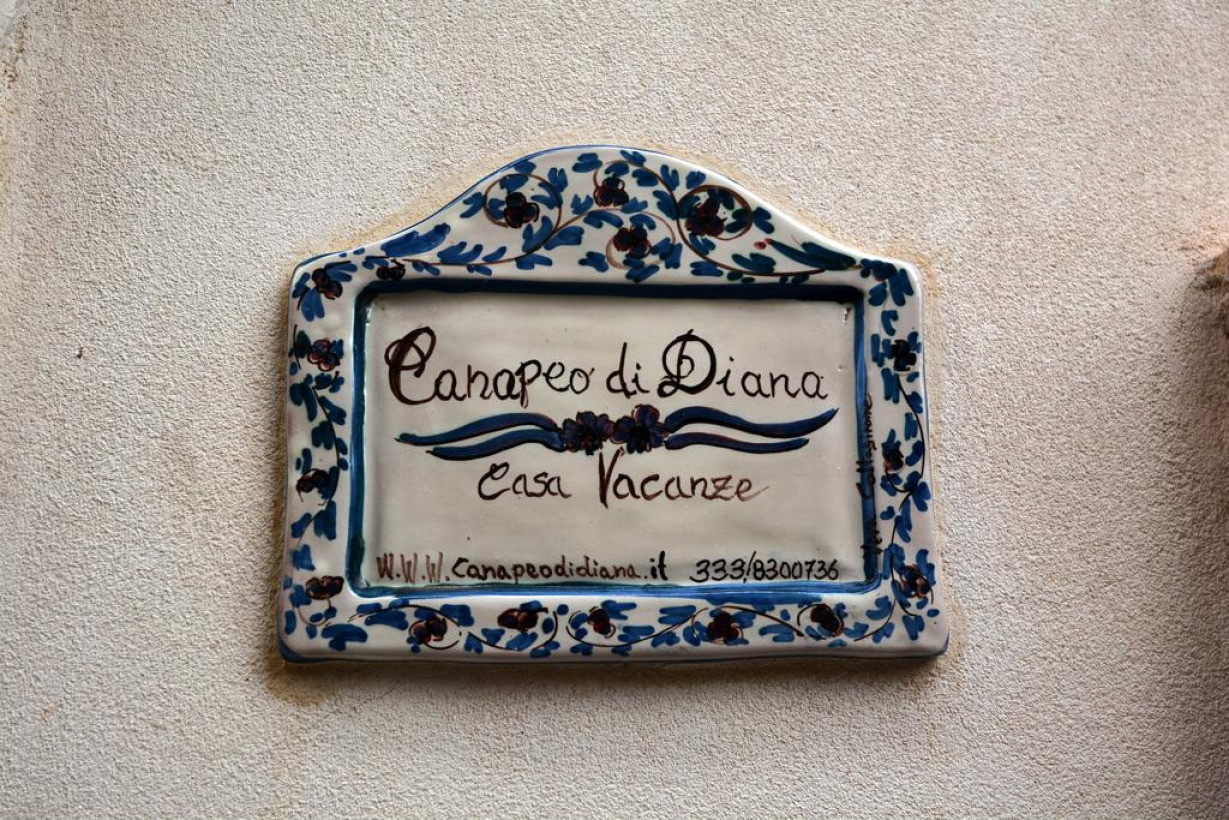 Canapeo di Diana
Casa Vacanze
W.W.W.canapeodidiana.it 333/8300736